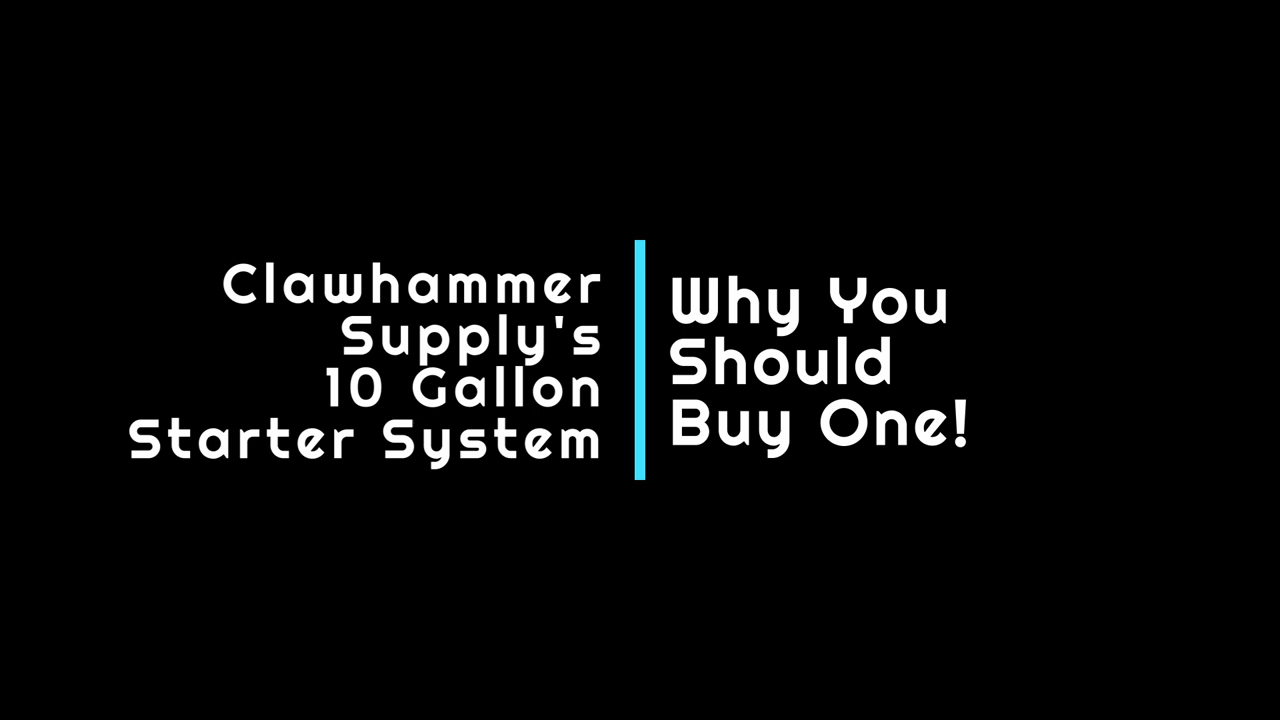 Clawhammer
Supply's
10 Gallon
Starter System
Why You
Should
Buy One!